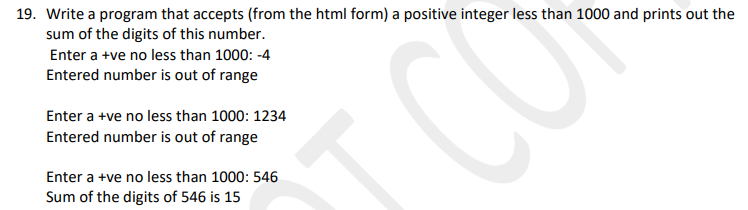 19. Write a program that accepts (from the html form) a positive integer less than 1000 and prints out the
sum of the digits of this number.
Enter a +ve no less than 1000: -4
Entered number is out of range
Enter a +ve no less than 1000: 1234
Entered number is out of range
Enter a +ve no less than 1000: 546
Sum of the digits of 546 is 15